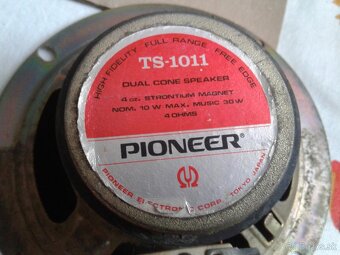 HIGH FIDELITY FULL RANGE FREE EDGE
TS-1011
DUAL CONE SPEAKER
4 oz. STRONTIUM MAGNET
NOM. 10 W MAX. MUSIC 30 W
4 OHMS
PIONEER®
PIONEER ELECTRONIC CORP. TOKYO JAPAN